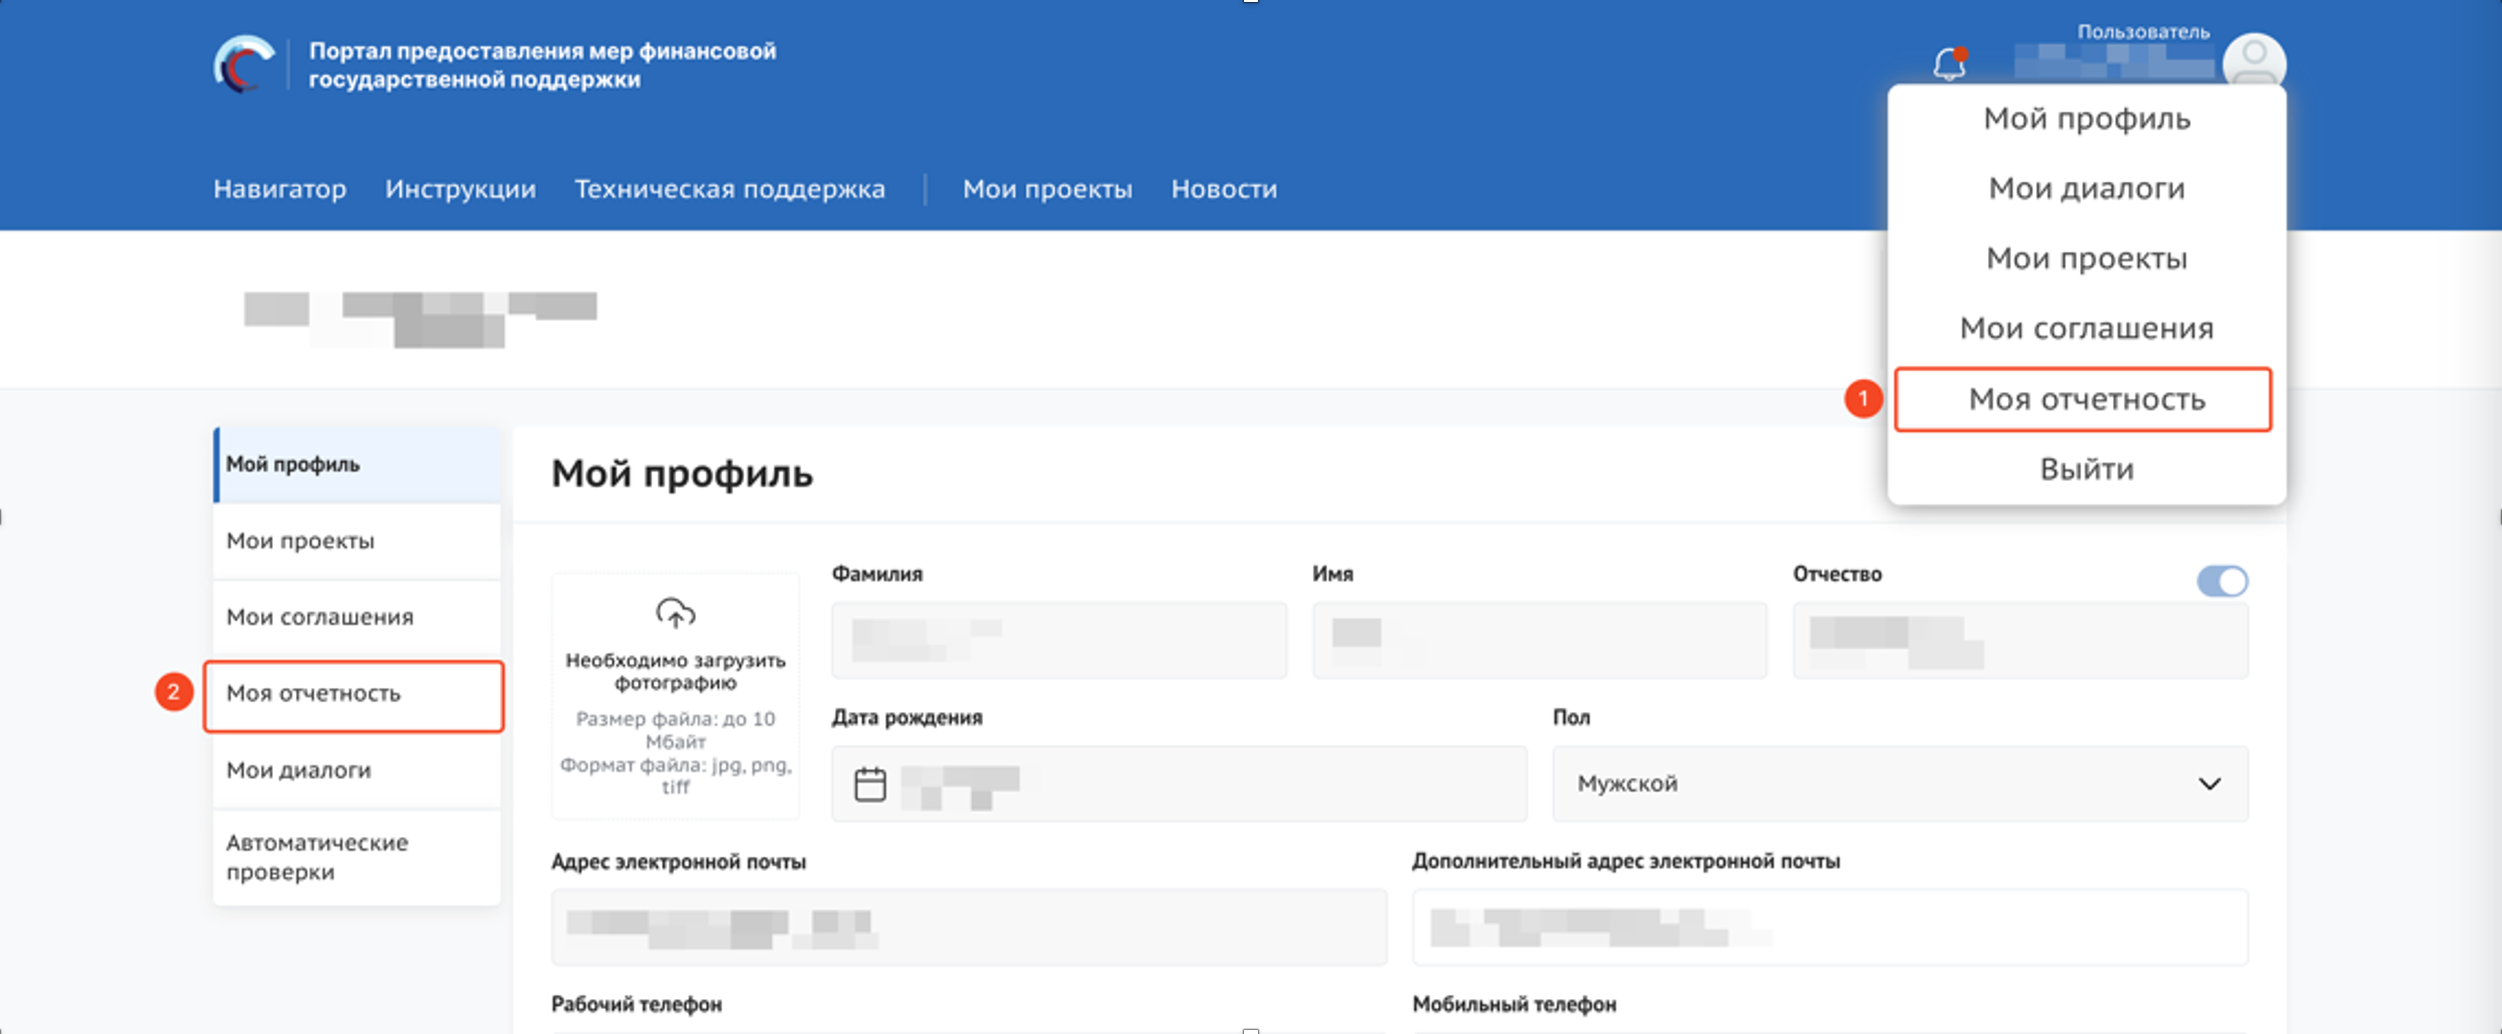 Портал предоставления мер финансовой
государственной поддержки
Пользователь
Навигатор
Инструкции
Техническая поддержка
Мои проекты
Новости
Мой профиль
Мои диалоги
Мои проекты
Мои соглашения
1
Моя отчетность
Выйти
Мой профиль
Мои проекты
Мои соглашения
2
Моя отчетность
Мои диалоги
Автоматические
проверки
Мой профиль
Необходимо загрузить
фотографию
Размер файла: до 10
Мбайт
Формат файла: jpg, png,
tiff
Фамилия
Имя
Отчество
Дата рождения
Пол
Мужской
Адрес электронной почты
Дополнительный адрес электронной почты
Рабочий телефон
Мобильный телефон